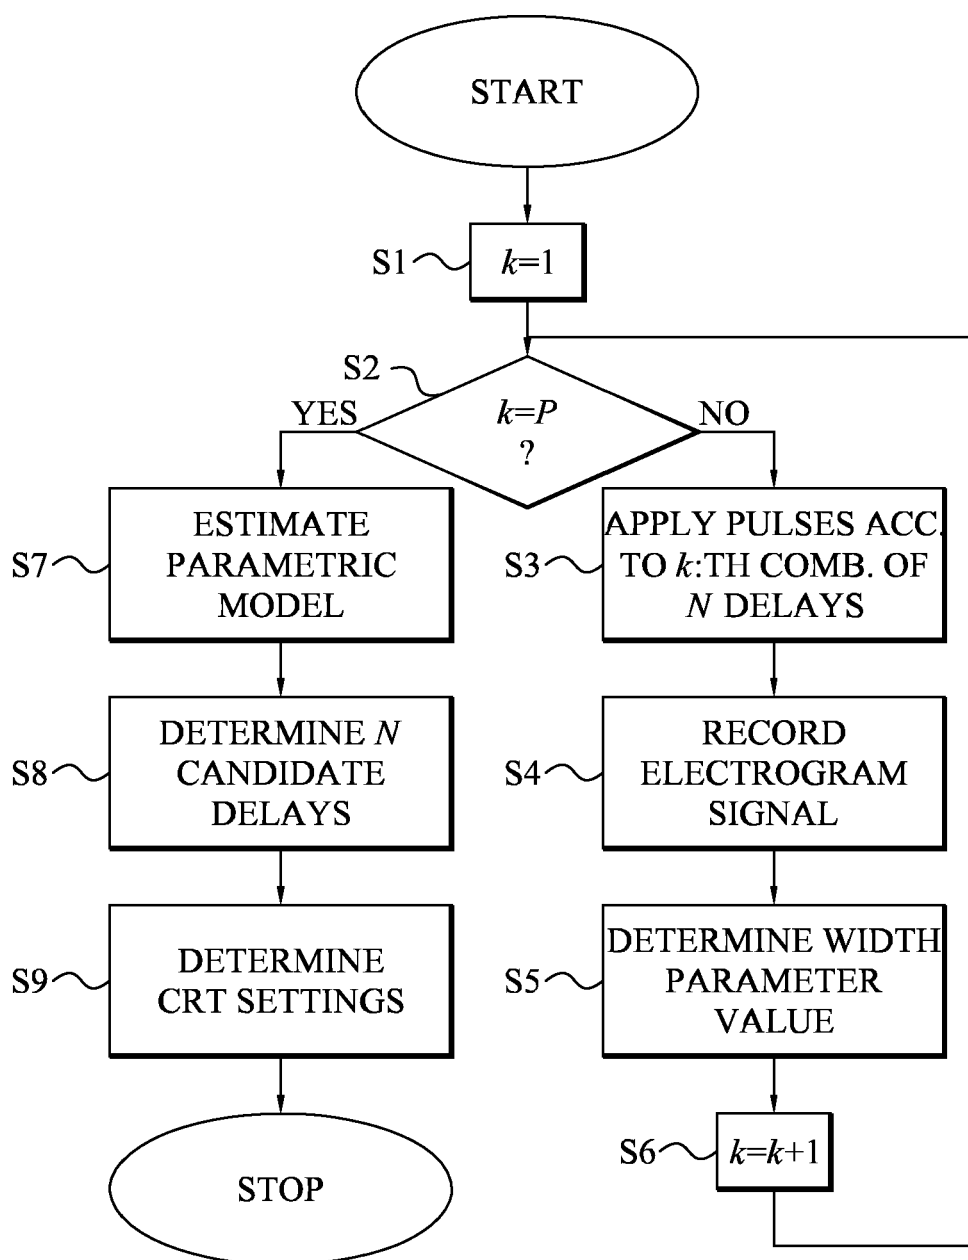 START
S1
k=1
S2
YES
k=P
?
NO
S7
ESTIMATE
PARAMETRIC
MODEL
S3
APPLY PULSES ACC.
TO k:TH COMB. OF
N DELAYS
S8
DETERMINE N
CANDIDATE
DELAYS
S4
RECORD
ELECTROGRAM
SIGNAL
S9
DETERMINE
CRT SETTINGS
S5
DETERMINE WIDTH
PARAMETER
VALUE
STOP
S6
k=k+1